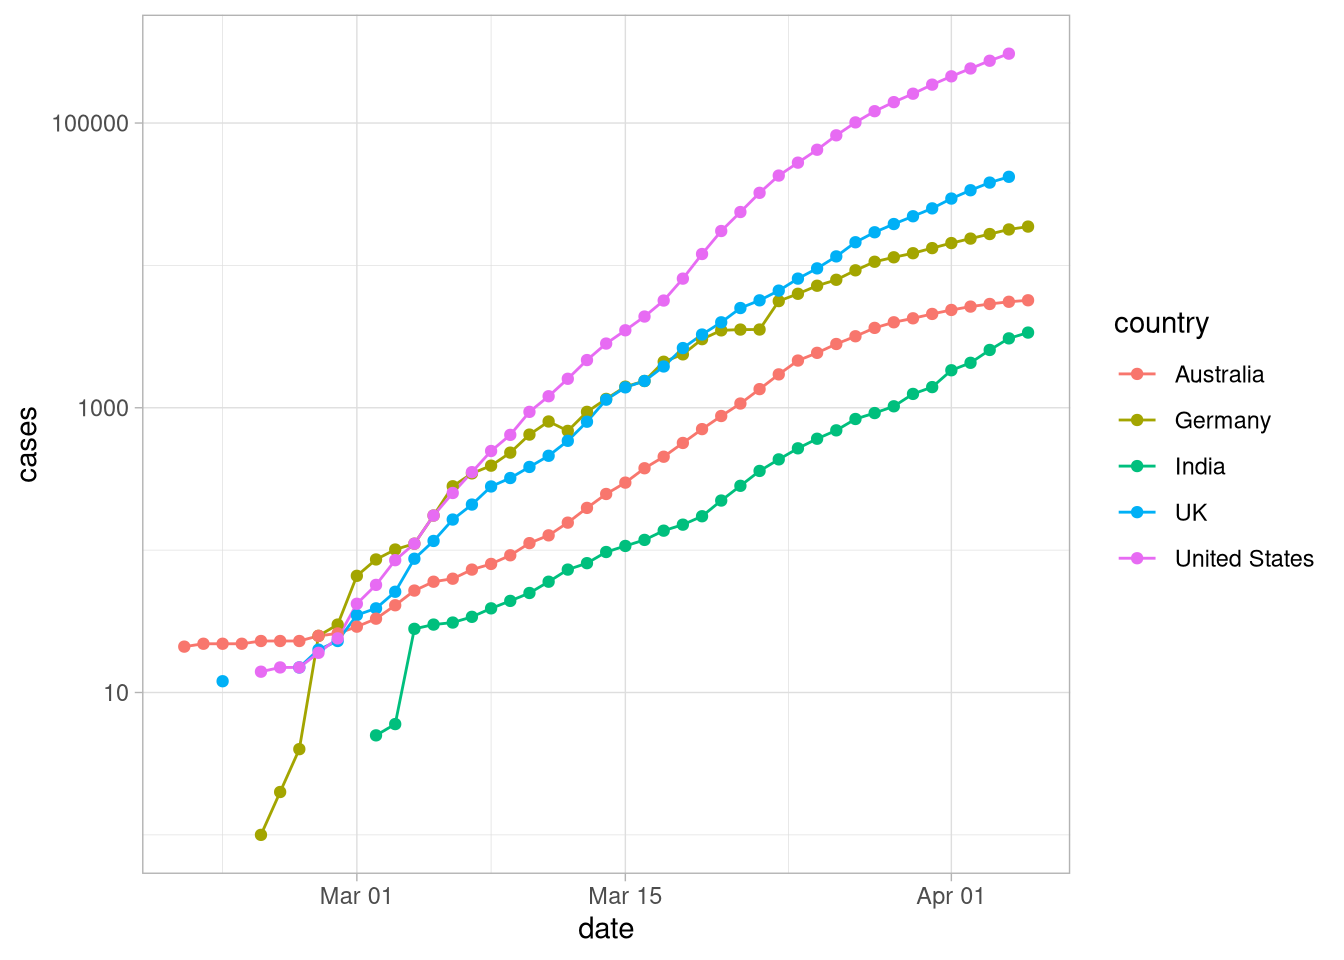 100000
1000
10
cases
Mar 01
Mar 15
Apr 01
date
country
Australia
Germany
India
UK
United States